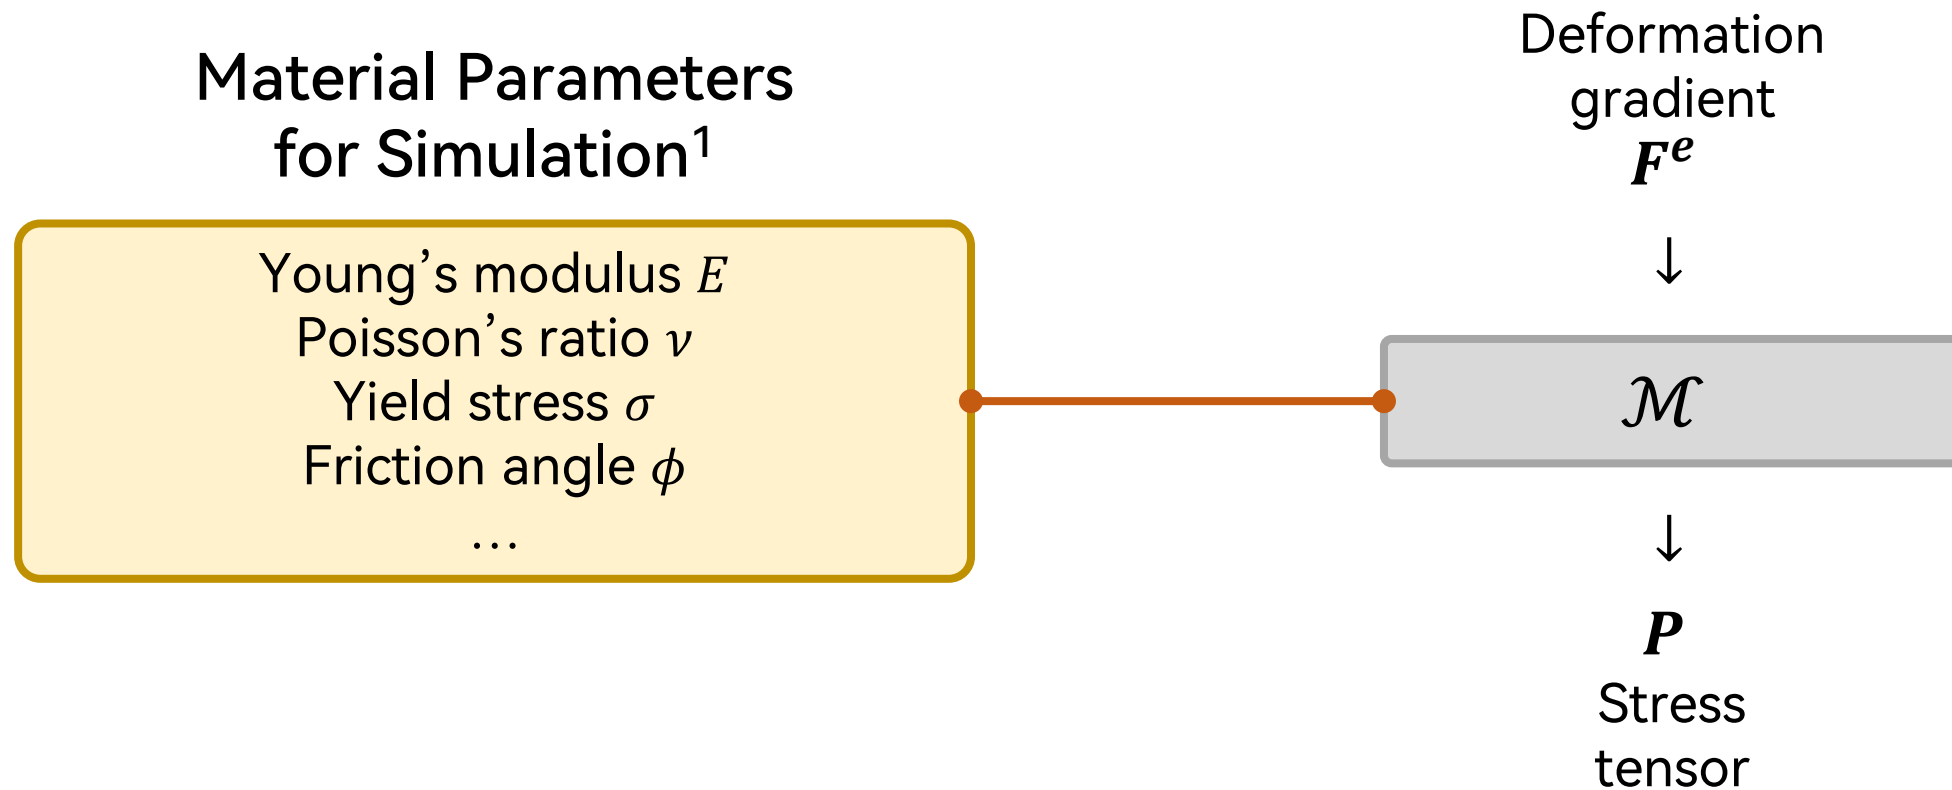 Material Parameters
for Simulation¹
Young’s modulus E
Poisson’s ratio ν
Yield stress σ
Friction angle ϕ
…
Deformation
gradient
Fᵉ
↓
ℳ
↓
P
Stress
tensor